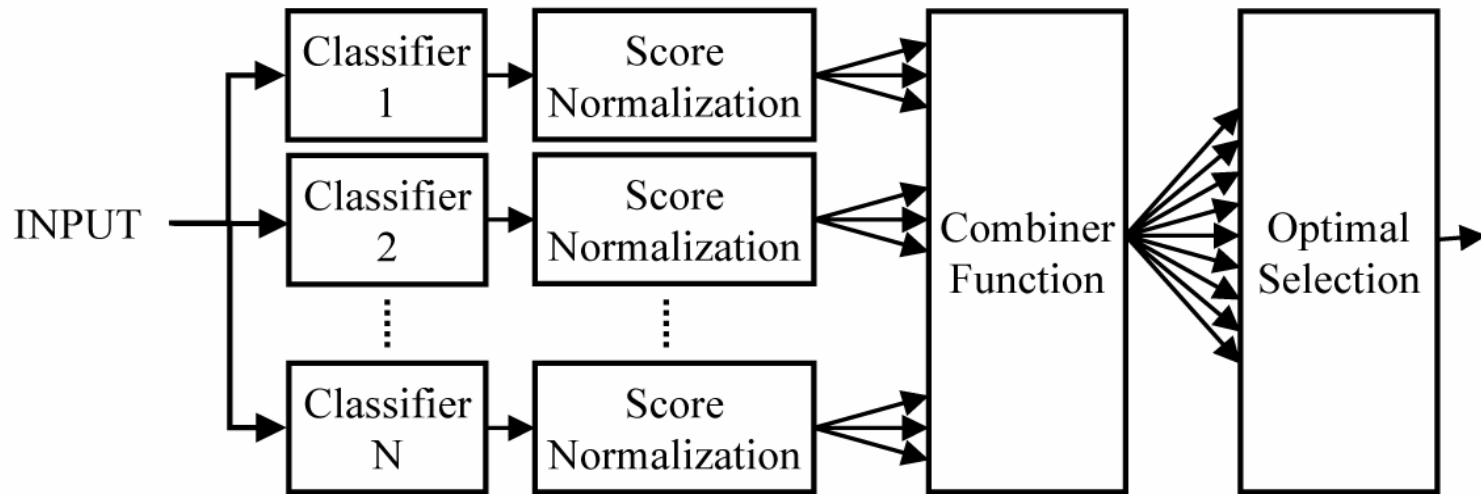 INPUT
Classifier
1
Score
Normalization
Classifier
2
Score
Normalization
Classifier
N
Score
Normalization
Combiner
Function
Optimal
Selection